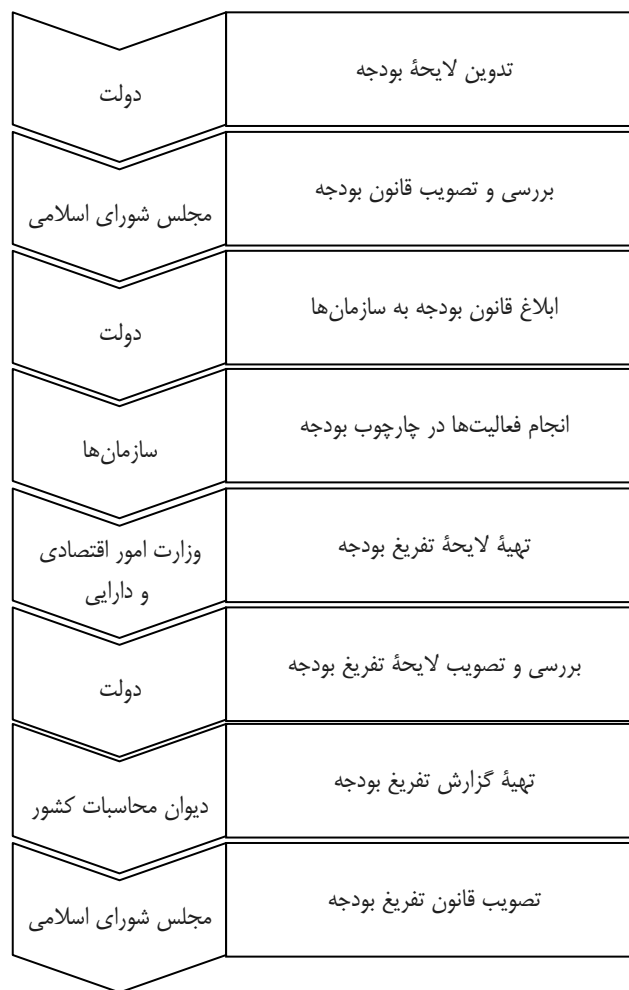 تدوین لایحهٔ بودجه
دولت
بررسی و تصویب قانون بودجه
مجلس شورای اسلامی
ابلاغ قانون بودجه به سازمان‌ها
دولت
انجام فعالیت‌ها در چارچوب بودجه
سازمان‌ها
تهیهٔ لایحهٔ تفریغ بودجه
وزارت امور اقتصادی
و دارایی
بررسی و تصویب لایحهٔ تفریغ بودجه
دولت
تهیهٔ گزارش تفریغ بودجه
دیوان محاسبات کشور
تصویب قانون تفریغ بودجه
مجلس شورای اسلامی